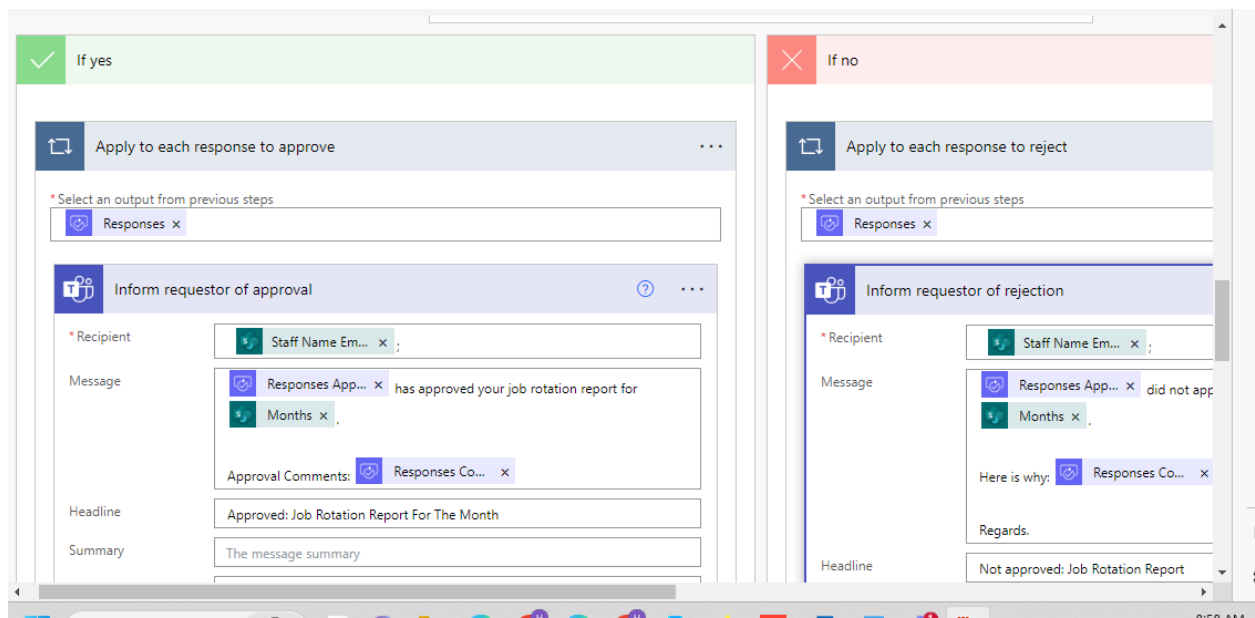 If yes
Apply to each response to approve
...
* Select an output from previous steps
Responses ×
Inform requestor of approval
? ...
* Recipient
Staff Name Em... × ;
Message
Responses App... × has approved your job rotation report for
Months × .
Approval Comments: Responses Co... ×
Headline
Approved: Job Rotation Report For The Month
Summary
The message summary
If no
Apply to each response to reject
* Select an output from previous steps
Responses ×
Inform requestor of rejection
* Recipient
Staff Name Em... × ;
Message
Responses App... × did not app
Months × .
Here is why: Responses Co... ×
Regards.
Headline
Not approved: Job Rotation Report